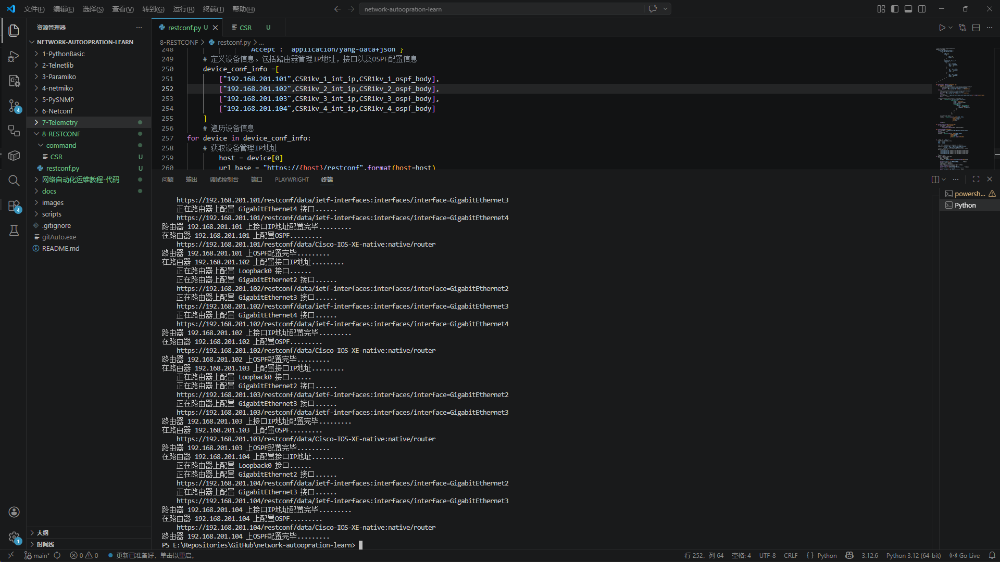 文件(F) 编辑(E) 选择(S) 查看(V) 转到(G) 运行(R) 终端(T) 帮助(H)
network-autoopration-learn
资源管理器
NETWORK-AUTOOPRATION-LEARN
1-PythonBasic
2-Telnetlib
3-Paramiko
4-netmiko
5-PySNMP
6-Netconf
7-Telemetry
8-RESTCONF
command
CSR U
restconf.py U
网络自动化运维教程-代码
docs
images
scripts
.gitignore
gitAuto.exe
README.md
大纲
时间线
4
4
1
restconf.py U
CSR U
8-RESTCONF > restconf.py > ...
248 Accept : application/yang-data+json }
249 # 定义设备信息。包括路由器管理IP地址，接口以及OSPF配置信息
250 device_conf_info =[
251 ["192.168.201.101",CSR1kv_1_int_ip,CSR1kv_1_ospf_body],
252 ["192.168.201.102",CSR1kv_2_int_ip,CSR1kv_2_ospf_body],
253 ["192.168.201.103",CSR1kv_3_int_ip,CSR1kv_3_ospf_body],
254 ["192.168.201.104",CSR1kv_4_int_ip,CSR1kv_4_ospf_body]
255 ]
256 # 遍历设备信息
257 for device in device_conf_info:
258 # 获取设备管理IP地址
259 host = device[0]
260 url_base = "https://{host}/restconf".format(host=host)
问题 输出 调试控制台 端口 PLAYWRIGHT 终端
powersh...
Python
https://192.168.201.101/restconf/data/ietf-interfaces:interfaces/interface=GigabitEthernet3
正在路由器上配置 GigabitEthernet4 接口......
https://192.168.201.101/restconf/data/ietf-interfaces:interfaces/interface=GigabitEthernet4
路由器 192.168.201.101 上接口IP地址配置完毕.........
在路由器 192.168.201.101 上配置OSPF.........
https://192.168.201.101/restconf/data/Cisco-IOS-XE-native:native/router
路由器 192.168.201.101 上OSPF配置完毕.........
在路由器 192.168.201.102 上配置接口IP地址.........
正在路由器上配置 Loopback0 接口......
正在路由器上配置 GigabitEthernet2 接口......
https://192.168.201.102/restconf/data/ietf-interfaces:interfaces/interface=GigabitEthernet2
正在路由器上配置 GigabitEthernet3 接口......
https://192.168.201.102/restconf/data/ietf-interfaces:interfaces/interface=GigabitEthernet3
正在路由器上配置 GigabitEthernet4 接口......
https://192.168.201.102/restconf/data/ietf-interfaces:interfaces/interface=GigabitEthernet4
路由器 192.168.201.102 上接口IP地址配置完毕.........
在路由器 192.168.201.102 上配置OSPF.........
https://192.168.201.102/restconf/data/Cisco-IOS-XE-native:native/router
路由器 192.168.201.102 上OSPF配置完毕.........
在路由器 192.168.201.103 上配置接口IP地址.........
正在路由器上配置 Loopback0 接口......
正在路由器上配置 GigabitEthernet2 接口......
https://192.168.201.103/restconf/data/ietf-interfaces:interfaces/interface=GigabitEthernet2
正在路由器上配置 GigabitEthernet3 接口......
https://192.168.201.103/restconf/data/ietf-interfaces:interfaces/interface=GigabitEthernet3
路由器 192.168.201.103 上接口IP地址配置完毕.........
在路由器 192.168.201.103 上配置OSPF.........
https://192.168.201.103/restconf/data/Cisco-IOS-XE-native:native/router
路由器 192.168.201.103 上OSPF配置完毕.........
在路由器 192.168.201.104 上配置接口IP地址.........
正在路由器上配置 Loopback0 接口......
正在路由器上配置 GigabitEthernet2 接口......
https://192.168.201.104/restconf/data/ietf-interfaces:interfaces/interface=GigabitEthernet2
正在路由器上配置 GigabitEthernet3 接口......
https://192.168.201.104/restconf/data/ietf-interfaces:interfaces/interface=GigabitEthernet3
路由器 192.168.201.104 上接口IP地址配置完毕.........
在路由器 192.168.201.104 上配置OSPF.........
https://192.168.201.104/restconf/data/Cisco-IOS-XE-native:native/router
路由器 192.168.201.104 上OSPF配置完毕.........
PS E:\Repositories\GitHub\network-autoopration-learn>
main* 0 0 更新已准备好，单击以重启。 行 252，列 64 空格: 4 UTF-8 CRLF { } Python 3.12.6 Python 3.12 (64-bit) Go Live